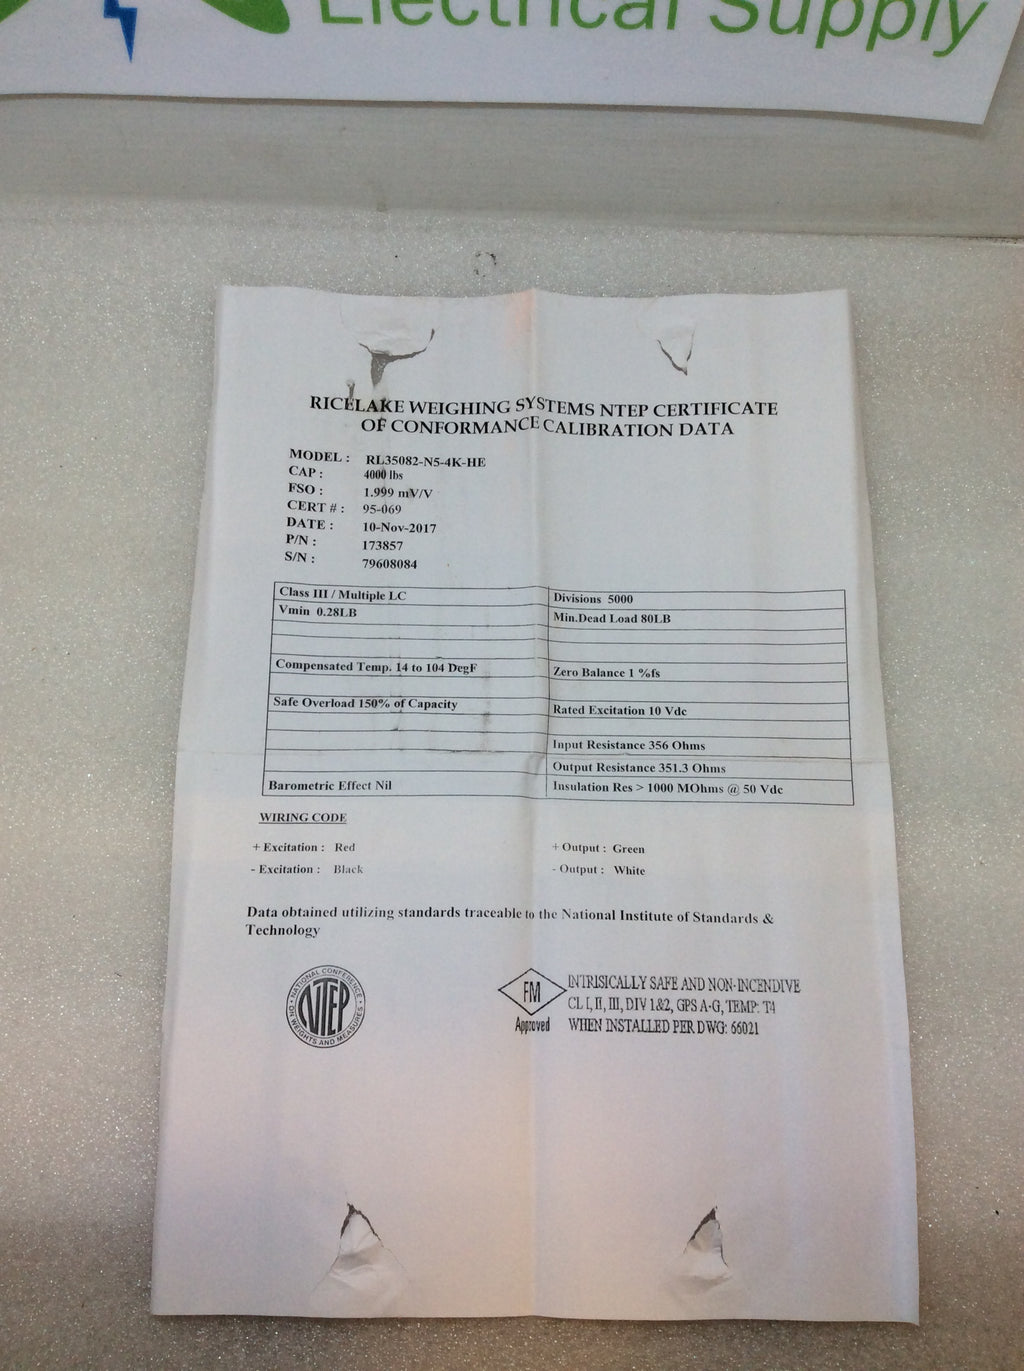 Electrical Supply
RICELAKE WEIGHING SYSTEMS NTEP CERTIFICATE
OF CONFORMANCE CALIBRATION DATA
MODEL : RL35082-N5-4K-HE
CAP : 4000 lbs
FSO : 1.999 mV/V
CERT # : 95-069
DATE : 10-Nov-2017
P/N : 173857
S/N : 79608084
Class III / Multiple LC Divisions 5000
Vmin 0.28LB Min.Dead Load 80LB
Compensated Temp. 14 to 104 DegF Zero Balance 1 %fs
Safe Overload 150% of Capacity Rated Excitation 10 Vdc
Input Resistance 356 Ohms
Output Resistance 351.3 Ohms
Barometric Effect Nil Insulation Res > 1000 MOhms @ 50 Vdc
WIRING CODE
+ Excitation : Red + Output : Green
- Excitation : Black - Output : White
Data obtained utilizing standards traceable to the National Institute of Standards &
Technology
NATIONAL CONFERENCE
NTEP
ON WEIGHTS AND MEASURES
FM
Approved
INTRISICALLY SAFE AND NON-INCENDIVE
CL I, II, III, DIV 1&2, GPS A-G, TEMP: T4
WHEN INSTALLED PER DWG: 66021